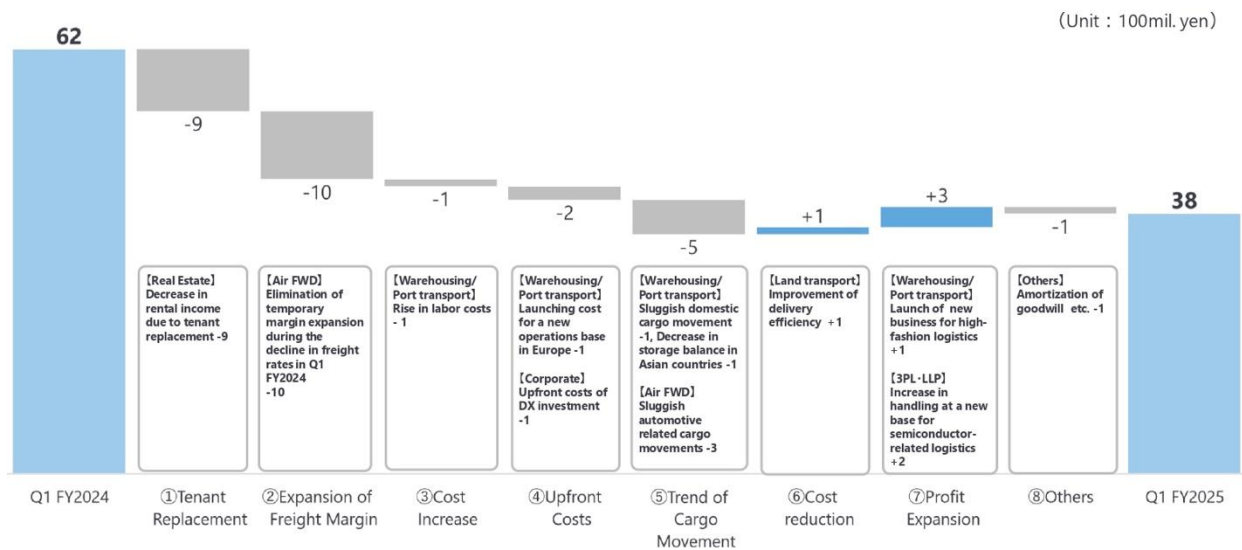 (Unit：100mil. yen)
62
-9
-10
-1
-2
-5
+1
+3
-1
38
【Real Estate】
Decrease in
rental income
due to tenant
replacement -9
【Air FWD】
Elimination of
temporary
margin expansion
during the
decline in freight
rates in Q1
FY2024
-10
【Warehousing/
Port transport】
Rise in labor costs
- 1
【Warehousing/
Port transport】
Launching cost
for a new
operations base
in Europe -1
【Corporate】
Upfront costs of
DX investment
-1
【Warehousing/
Port transport】
Sluggish domestic
cargo movement
-1, Decrease in
storage balance in
Asian countries -1
【Air FWD】
Sluggish
automotive
related cargo
movements -3
【Land transport】
Improvement of
delivery
efficiency +1
【Warehousing/
Port transport】
Launch of new
business for high-
fashion logistics
+1
【3PL·LLP】
Increase in
handling at a new
base for
semiconductor-
related logistics
+2
【Others】
Amortization of
goodwill etc. -1
Q1 FY2024
①Tenant
Replacement
②Expansion of
Freight Margin
③Cost
Increase
④Upfront
Costs
⑤Trend of
Cargo
Movement
⑥Cost
reduction
⑦Profit
Expansion
⑧Others
Q1 FY2025